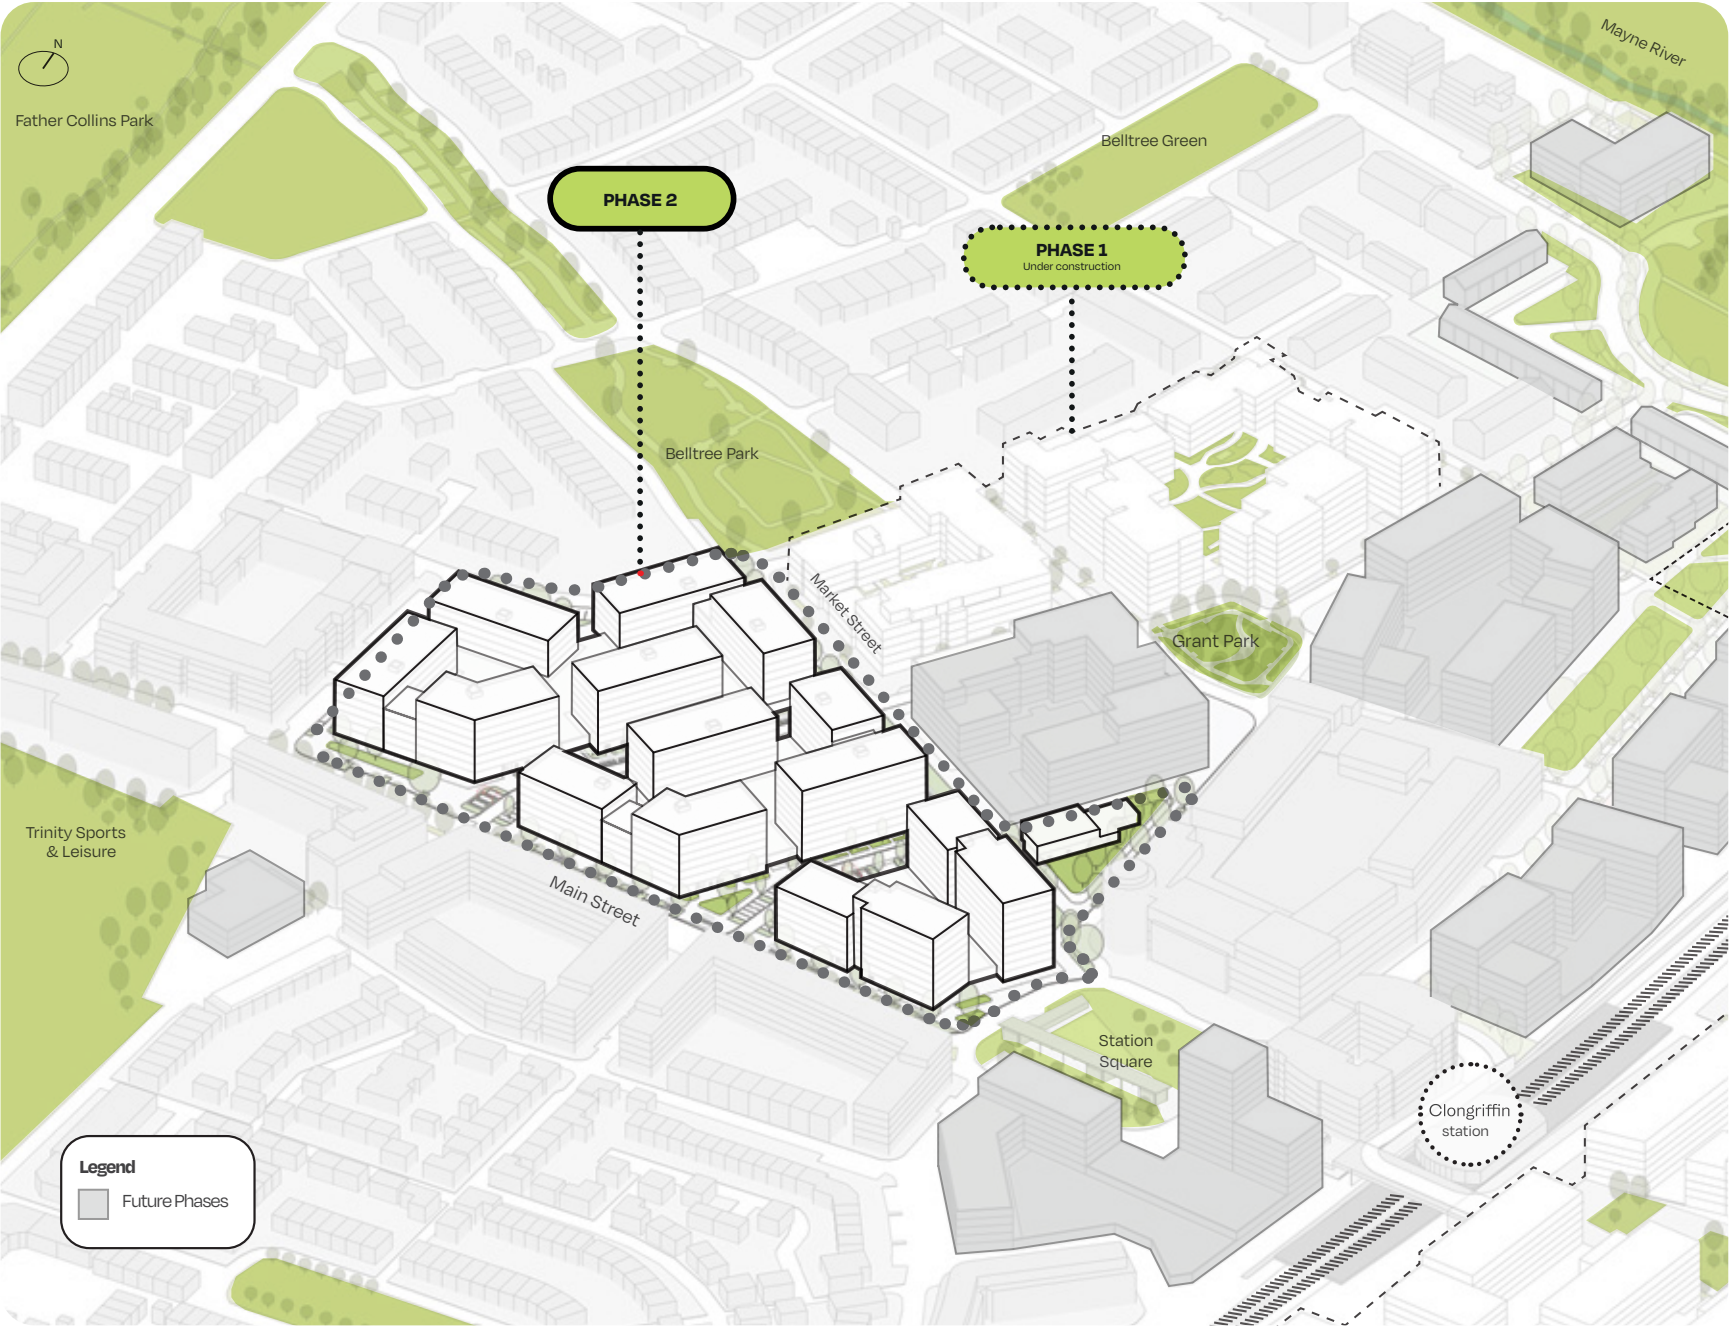 N
Mayne River
Father Collins Park
Belltree Green
PHASE 2
PHASE 1
Under construction
Belltree Park
Market Street
Grant Park
Trinity Sports
& Leisure
Main Street
Station
Square
Clongriffin
station
Legend
Future Phases